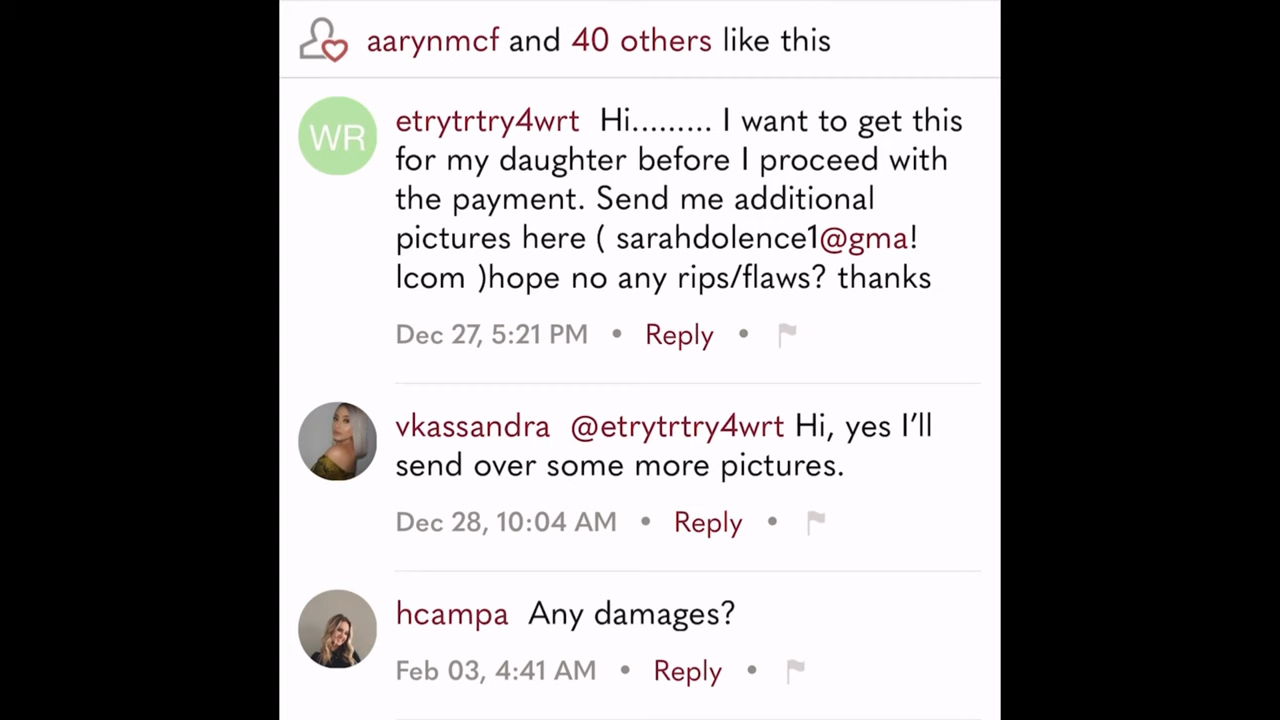 aarynmcf and 40 others like this
WR
etrytrtry4wrt Hi......... I want to get this
for my daughter before I proceed with
the payment. Send me additional
pictures here ( sarahdolence1@gma!
lcom )hope no any rips/flaws? thanks
Dec 27, 5:21 PM • Reply •
vkassandra @etrytrtry4wrt Hi, yes I’ll
send over some more pictures.
Dec 28, 10:04 AM • Reply •
hcampa Any damages?
Feb 03, 4:41 AM • Reply •